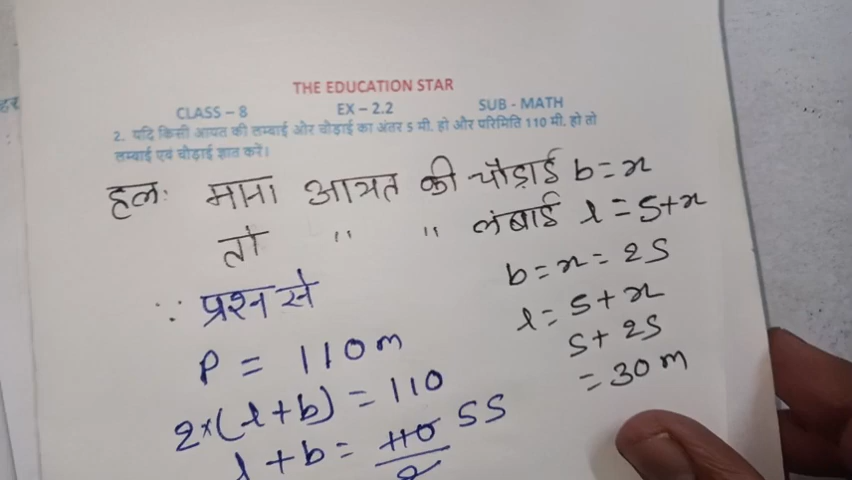 THE EDUCATION STAR
CLASS – 8 EX – 2.2 SUB - MATH
2. यदि किसी आयत की लम्बाई और चौड़ाई का अंतर 5 मी. हो और परिमिति 110 मी. हो तो
लम्बाई एवं चौड़ाई ज्ञात करें।
हल: माना आयत की चौड़ाई b = x
तो " " लंबाई l = 5+x
∵ प्रश्न से
P = 110m
2×(l+b) = 110
l+b = 110/2 55
b = x = 25
l = 5+x
5+25
= 30 m